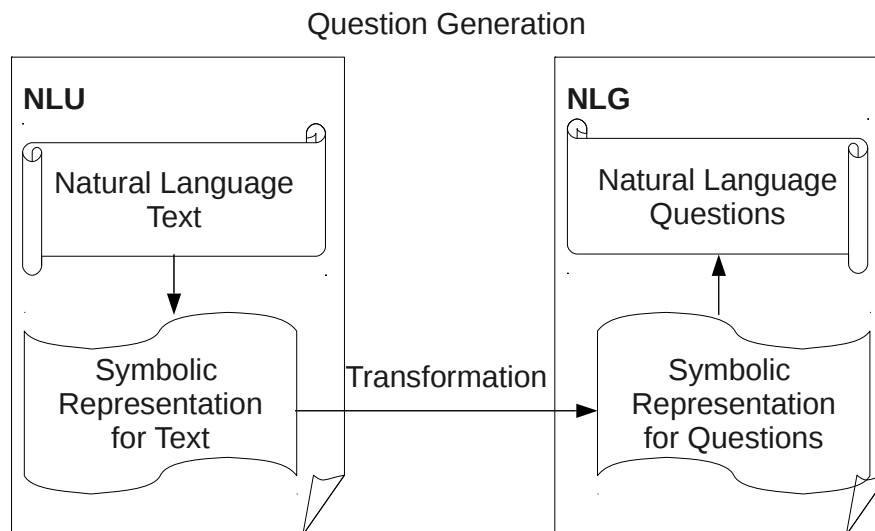 Question Generation
NLU
Natural Language
Text
Symbolic
Representation
for Text
Transformation
NLG
Natural Language
Questions
Symbolic
Representation
for Questions